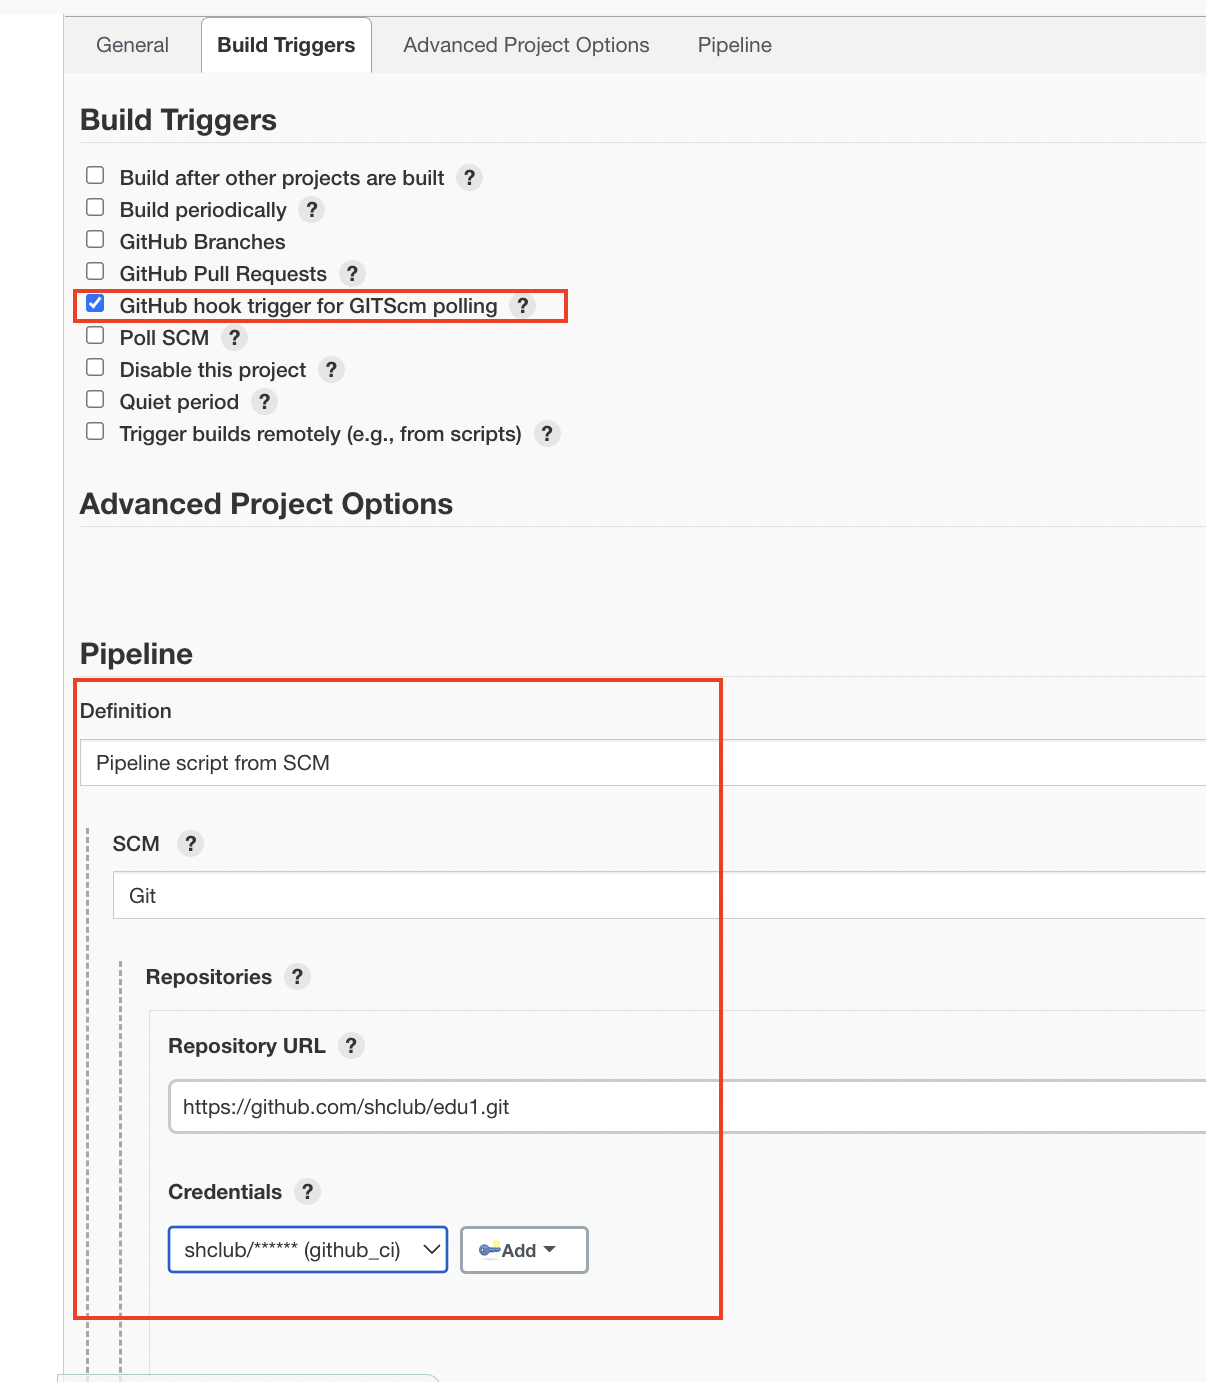 General Build Triggers Advanced Project Options Pipeline
Build Triggers
Build after other projects are built ?
Build periodically ?
GitHub Branches
GitHub Pull Requests ?
GitHub hook trigger for GITScm polling ?
Poll SCM ?
Disable this project ?
Quiet period ?
Trigger builds remotely (e.g., from scripts) ?
Advanced Project Options
Pipeline
Definition
Pipeline script from SCM
SCM ?
Git
Repositories ?
Repository URL ?
https://github.com/shclub/edu1.git
Credentials ?
shclub/****** (github_ci) Add